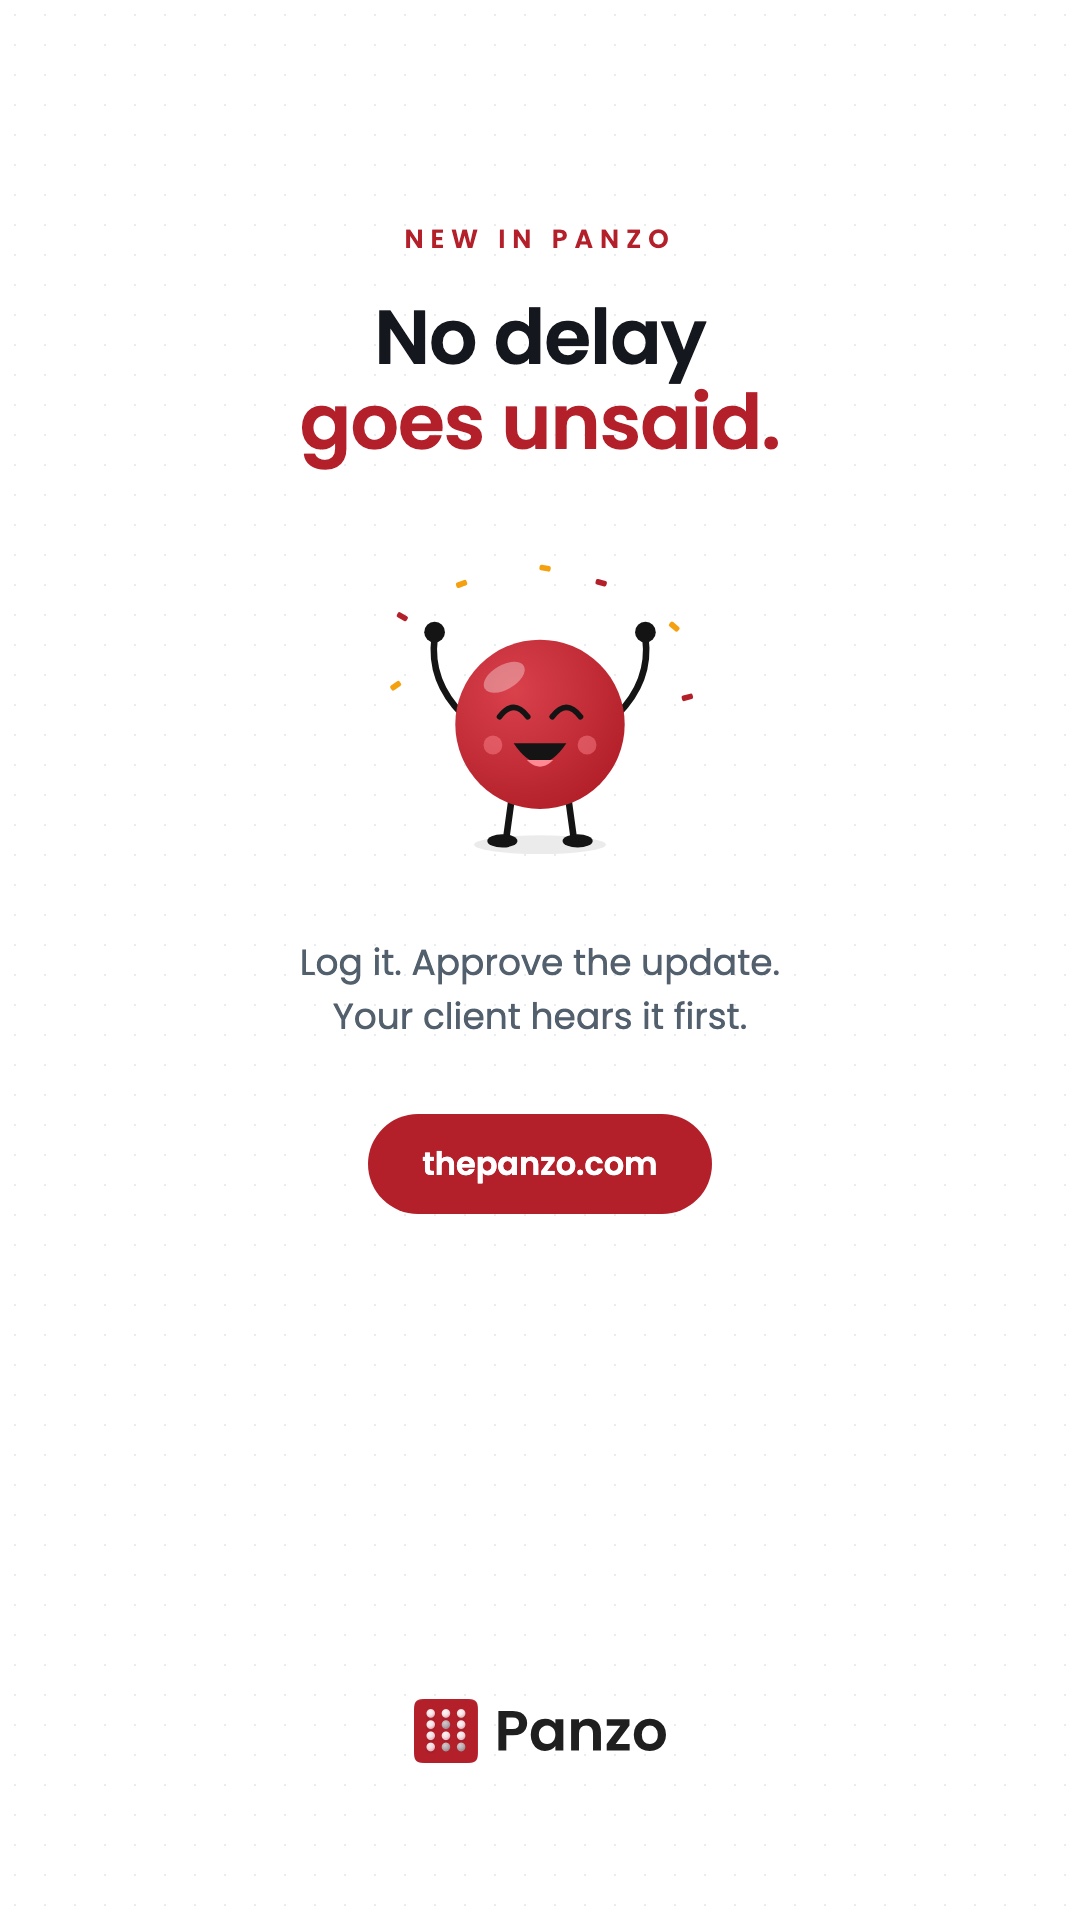 NEW IN PANZO
No delay
goes unsaid.
Log it. Approve the update.
Your client hears it first.
thepanzo.com
Panzo